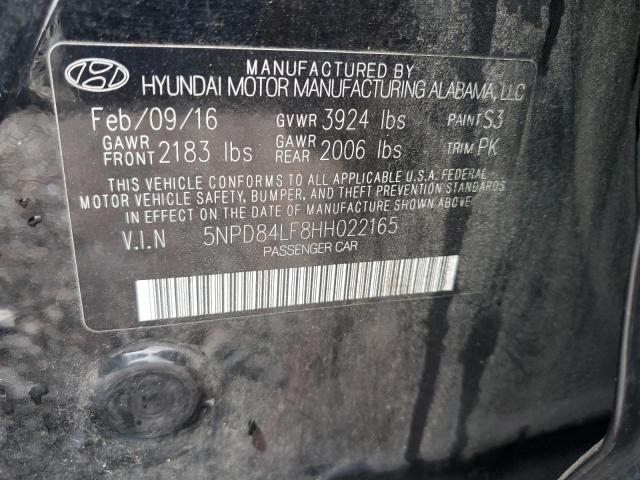 MANUFACTURED BY
HYUNDAI MOTOR MANUFACTURING ALABAMA, LLC
Feb/09/16 GVWR 3924 lbs PAINT S3
GAWR FRONT 2183 lbs GAWR REAR 2006 lbs TRIM PK
THIS VEHICLE CONFORMS TO ALL APPLICABLE U.S.A. FEDERAL
MOTOR VEHICLE SAFETY, BUMPER, AND THEFT PREVENTION STANDARDS
IN EFFECT ON THE DATE OF MANUFACTURE SHOWN ABOVE.
V.I.N 5NPD84LF8HH022165
PASSENGER CAR